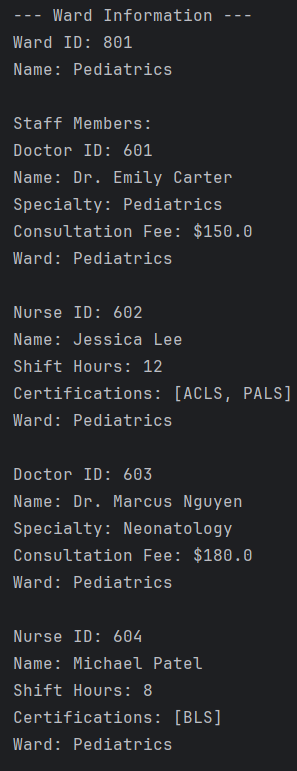 --- Ward Information ---
Ward ID: 801
Name: Pediatrics

Staff Members:
Doctor ID: 601
Name: Dr. Emily Carter
Specialty: Pediatrics
Consultation Fee: $150.0
Ward: Pediatrics

Nurse ID: 602
Name: Jessica Lee
Shift Hours: 12
Certifications: [ACLS, PALS]
Ward: Pediatrics

Doctor ID: 603
Name: Dr. Marcus Nguyen
Specialty: Neonatology
Consultation Fee: $180.0
Ward: Pediatrics

Nurse ID: 604
Name: Michael Patel
Shift Hours: 8
Certifications: [BLS]
Ward: Pediatrics